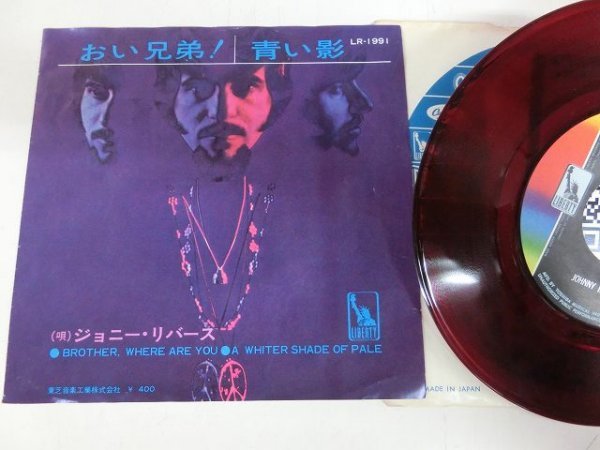 おい兄弟!｜青い影 LR-1991
LIBERTY
(唄)ジョニー・リバース
●BROTHER, WHERE ARE YOU●A WHITER SHADE OF PALE
東芝音楽工業株式会社 ¥ 400
MADE IN JAPAN
JOHNNY